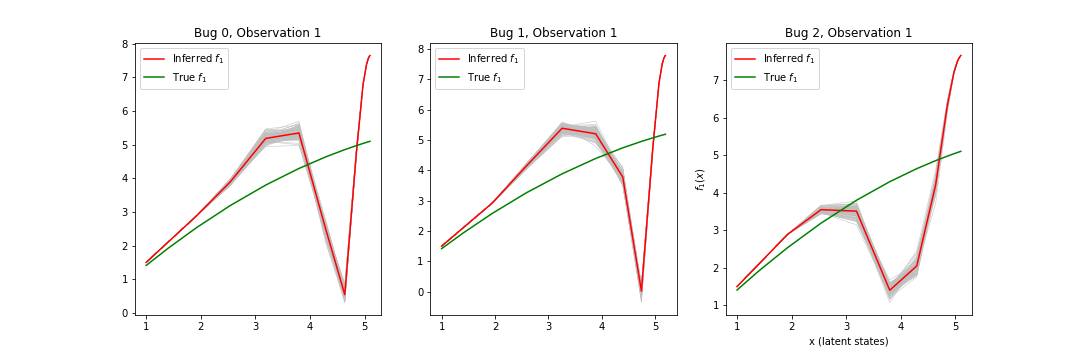 Bug 0, Observation 1
Inferred f₁
True f₁
8
7
6
5
4
3
2
1
0
1 2 3 4 5
Bug 1, Observation 1
Inferred f₁
True f₁
8
7
6
5
4
3
2
1
0
1 2 3 4 5
Bug 2, Observation 1
Inferred f₁
True f₁
f₁(x)
7
6
5
4
3
2
1
1 2 3 4 5
x (latent states)